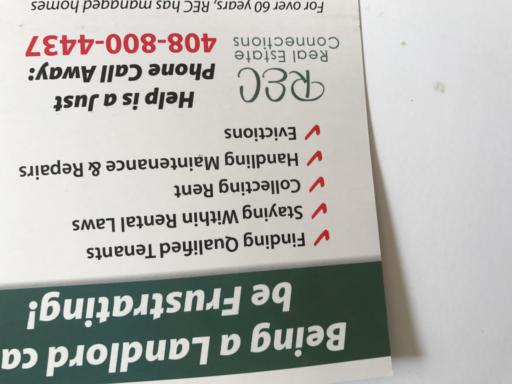 Being a Landlord ca
be Frustrating!
Finding Qualified Tenants
Staying Within Rental Laws
Collecting Rent
Handling Maintenance & Repairs
Evictions
REC
Real Estate
Connections
Help is a Just
Phone Call Away:
408-800-4437
For over 60 years, REC has managed homes